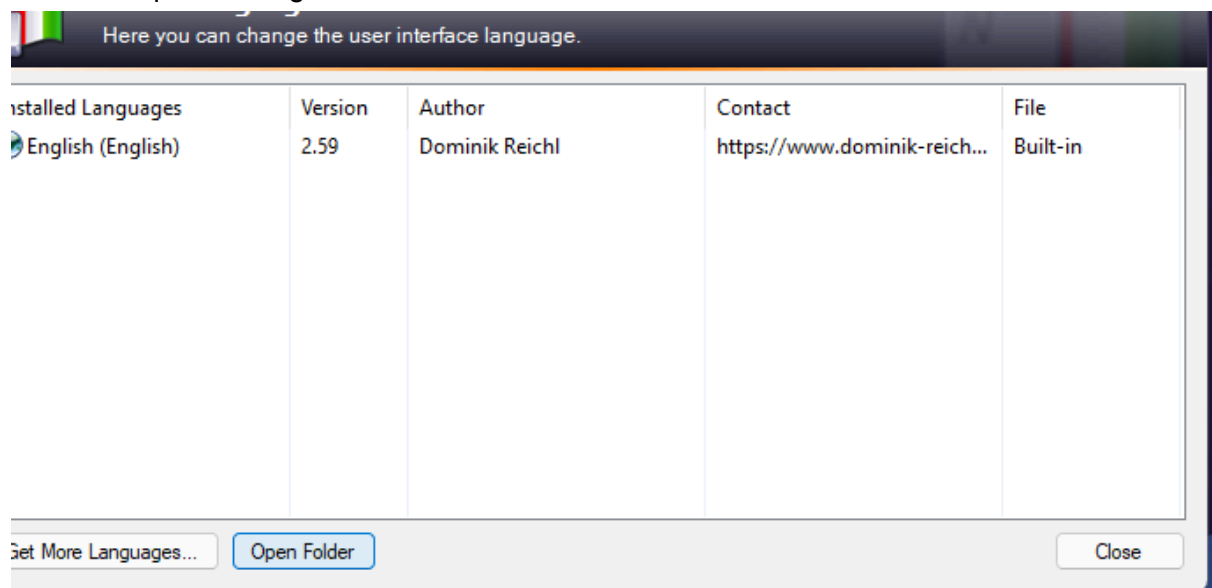 Here you can change the user interface language.
nstalled Languages Version Author Contact File
English (English) 2.59 Dominik Reichl https://www.dominik-reich... Built-in
Get More Languages... Open Folder Close